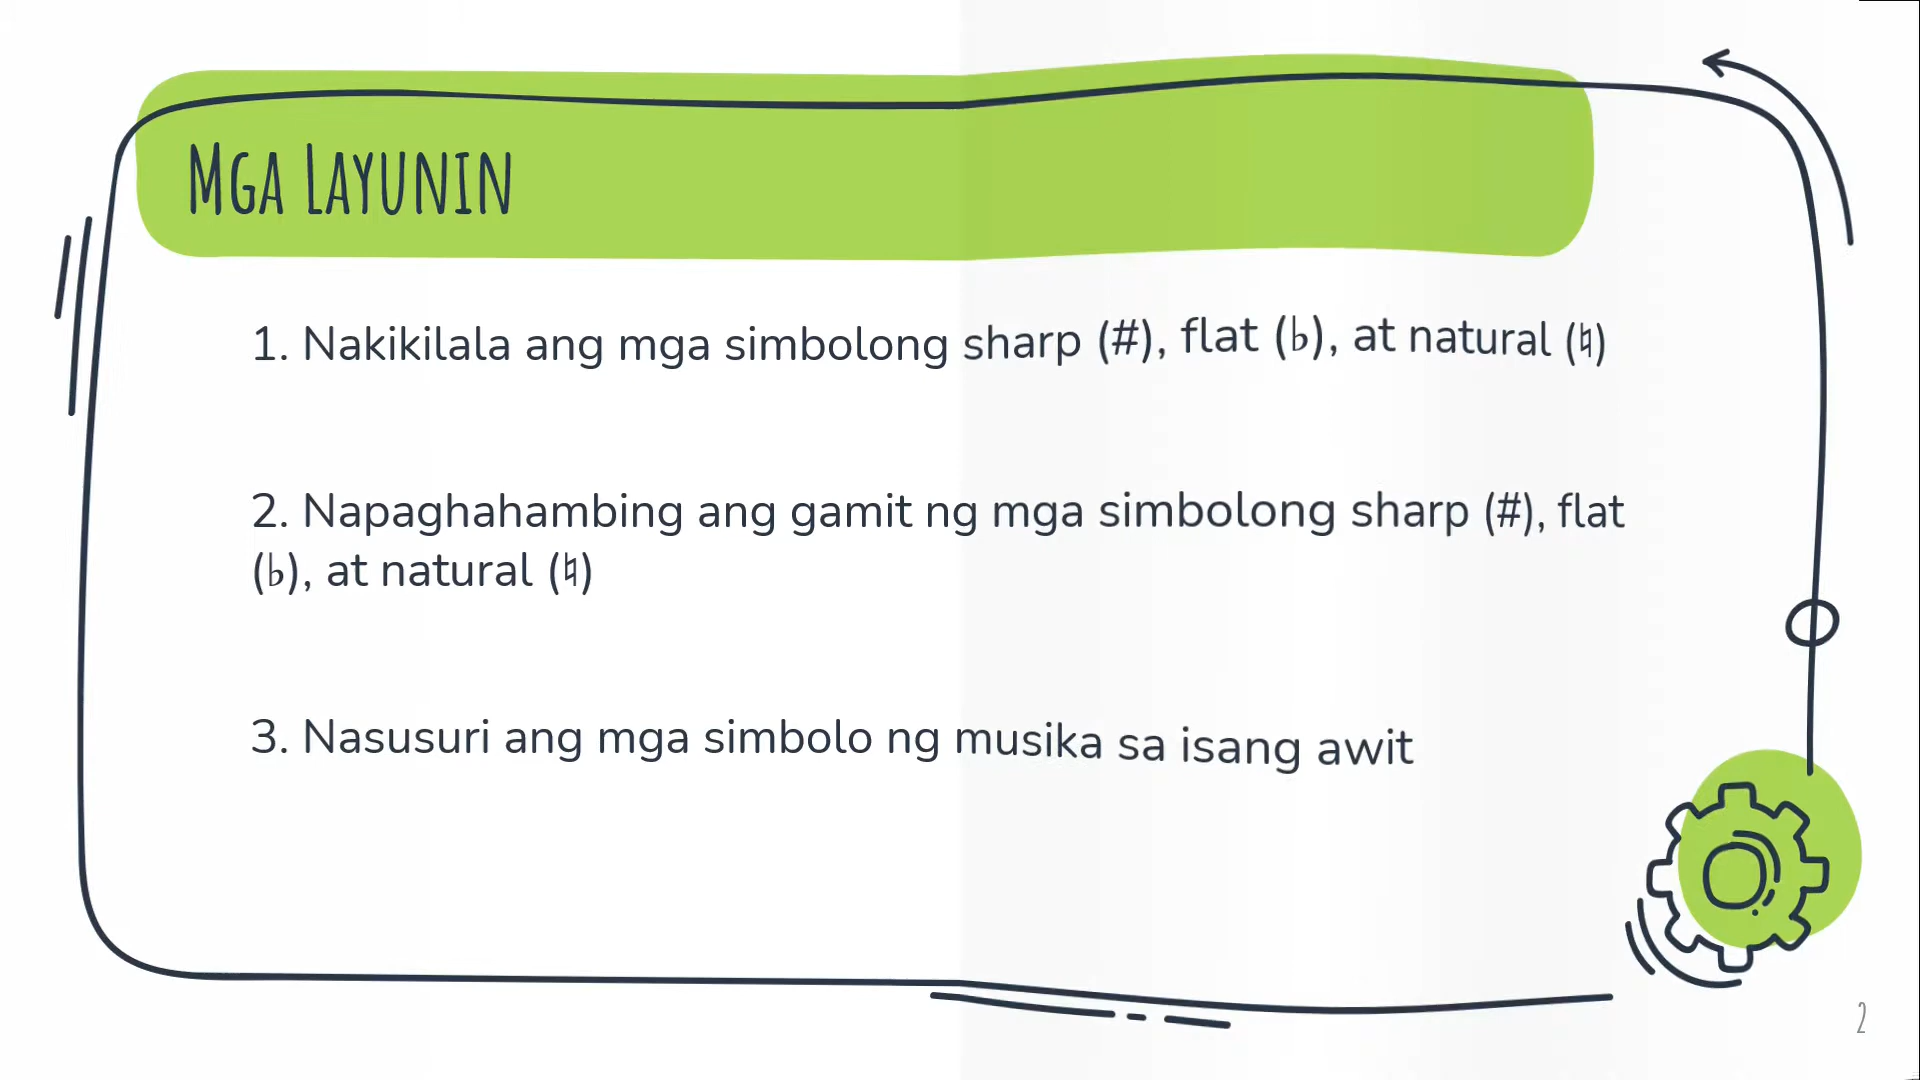 Mga Layunin
1. Nakikilala ang mga simbolong sharp (#), flat (♭), at natural (♮)
2. Napaghahambing ang gamit ng mga simbolong sharp (#), flat
(♭), at natural (♮)
3. Nasusuri ang mga simbolo ng musika sa isang awit
2